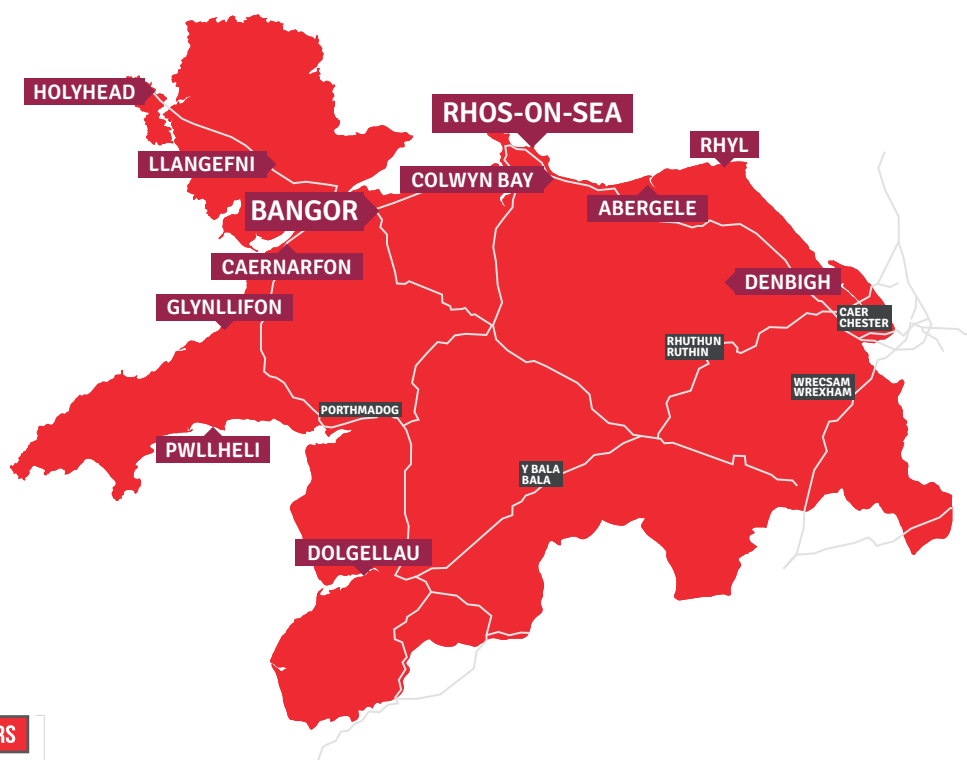 HOLYHEAD
RHOS-ON-SEA
RHYL
LLANGEFNI
COLWYN BAY
BANGOR
ABERGELE
CAERNARFON
DENBIGH
GLYNLLIFON
CAER
CHESTER
RHUTHUN
RUTHIN
WRECSAM
WREXHAM
PORTHMADOG
PWLLHELI
Y BALA
BALA
DOLGELLAU
RS